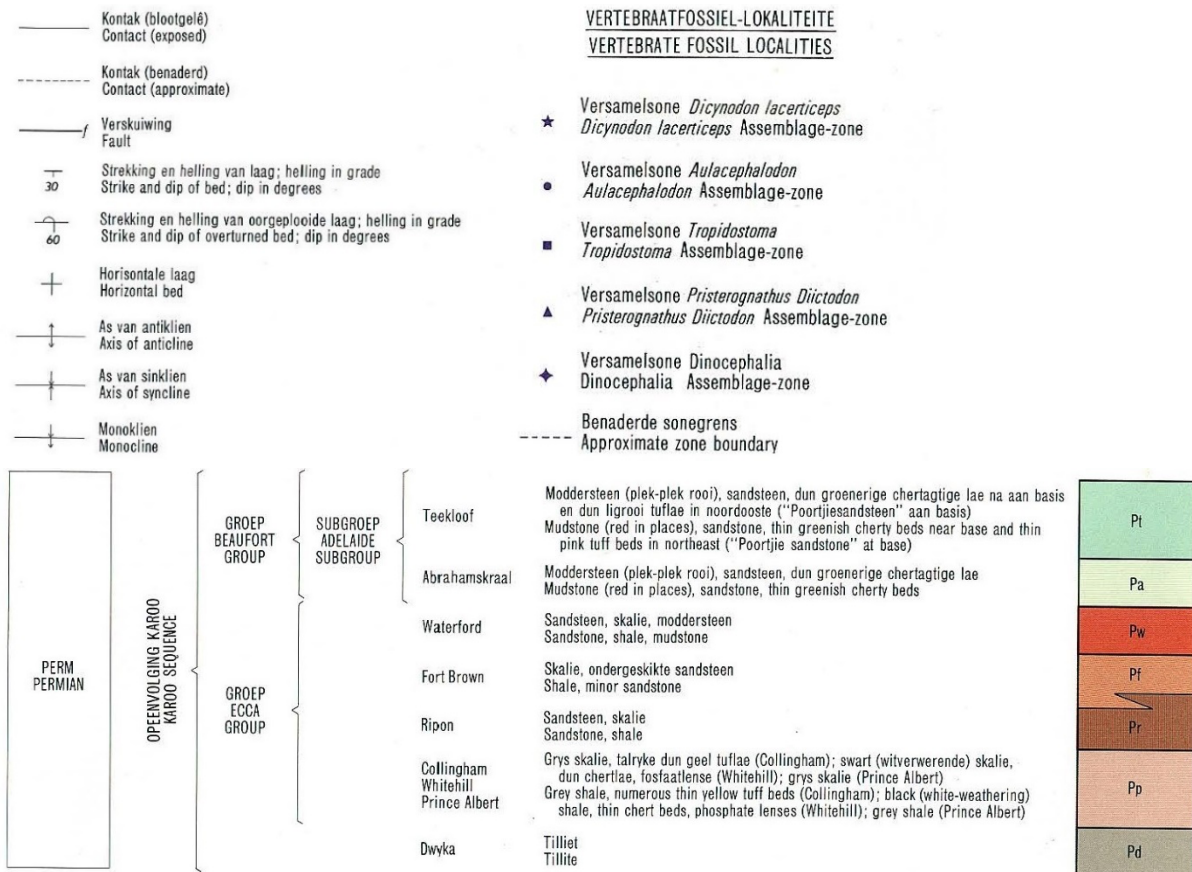 Kontak (blootgelê)
Contact (exposed)
Kontak (benaderd)
Contact (approximate)
f
Verskuiwing
Fault
30
Strekking en helling van laag; helling in grade
Strike and dip of bed; dip in degrees
60
Strekking en helling van oorgeplooide laag; helling in grade
Strike and dip of overturned bed; dip in degrees
Horisontale laag
Horizontal bed
As van antiklien
Axis of anticline
As van sinklien
Axis of syncline
Monoklien
Monocline
VERTEBRAATFOSSIEL-LOKALITEITE
VERTEBRATE FOSSIL LOCALITIES
Versamelsone Dicynodon lacerticeps
Dicynodon lacerticeps Assemblage-zone
Versamelsone Aulacephalodon
Aulacephalodon Assemblage-zone
Versamelsone Tropidostoma
Tropidostoma Assemblage-zone
Versamelsone Pristerognathus Diictodon
Pristerognathus Diictodon Assemblage-zone
Versamelsone Dinocephalia
Dinocephalia Assemblage-zone
Benaderde sonegrens
Approximate zone boundary
PERM
PERMIAN
OPEENVOLGING KAROO
KAROO SEQUENCE
GROEP
BEAUFORT
GROUP
SUBGROEP
ADELAIDE
SUBGROUP
Teekloof
Moddersteen (plek-plek rooi), sandsteen, dun groenerige chertagtige lae na aan basis
en dun ligrooi tuflae in noordooste ("Poortjiesandsteen" aan basis)
Mudstone (red in places), sandstone, thin greenish cherty beds near base and thin
pink tuff beds in northeast ("Poortjie sandstone" at base)
Pt
Abrahamskraal
Moddersteen (plek-plek rooi), sandsteen, dun groenerige chertagtige lae
Mudstone (red in places), sandstone, thin greenish cherty beds
Pa
GROEP
ECCA
GROUP
Waterford
Sandsteen, skalie, moddersteen
Sandstone, shale, mudstone
Pw
Fort Brown
Skalie, ondergeskikte sandsteen
Shale, minor sandstone
Pf
Ripon
Sandsteen, skalie
Sandstone, shale
Pr
Collingham
Whitehill
Prince Albert
Grys skalie, talryke dun geel tuflae (Collingham); swart (witverwerende) skalie,
dun chertlae, fosfaatlense (Whitehill); grys skalie (Prince Albert)
Grey shale, numerous thin yellow tuff beds (Collingham); black (white-weathering)
shale, thin chert beds, phosphate lenses (Whitehill); grey shale (Prince Albert)
Pp
Dwyka
Tilliet
Tillite
Pd